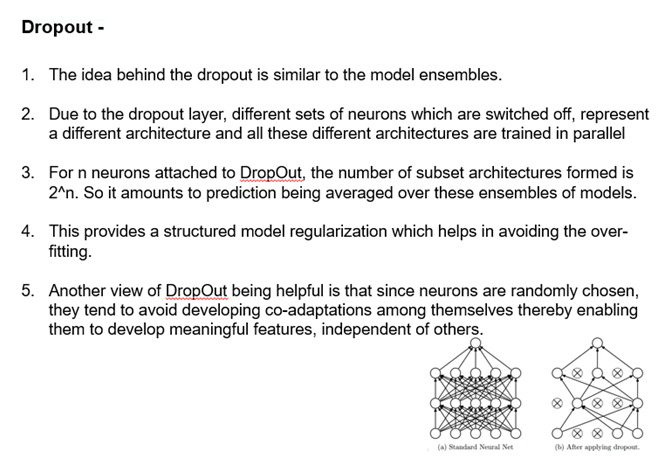 Dropout -
1. The idea behind the dropout is similar to the model ensembles.
2. Due to the dropout layer, different sets of neurons which are switched off, represent
a different architecture and all these different architectures are trained in parallel
3. For n neurons attached to DropOut, the number of subset architectures formed is
2^n. So it amounts to prediction being averaged over these ensembles of models.
4. This provides a structured model regularization which helps in avoiding the over-
fitting.
5. Another view of DropOut being helpful is that since neurons are randomly chosen,
they tend to avoid developing co-adaptations among themselves thereby enabling
them to develop meaningful features, independent of others.
(a) Standard Neural Net
(b) After applying dropout.